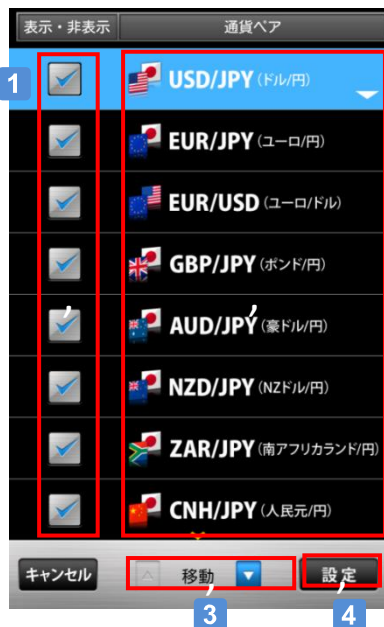 表示・非表示 通貨ペア
1
USD/JPY (ドル/円)
EUR/JPY (ユーロ/円)
EUR/USD (ユーロ/ドル)
GBP/JPY (ポンド/円)
AUD/JPY (豪ドル/円)
NZD/JPY (NZドル/円)
ZAR/JPY (南アフリカランド/円)
CNH/JPY (人民元/円)
キャンセル 移動 設定
3 4